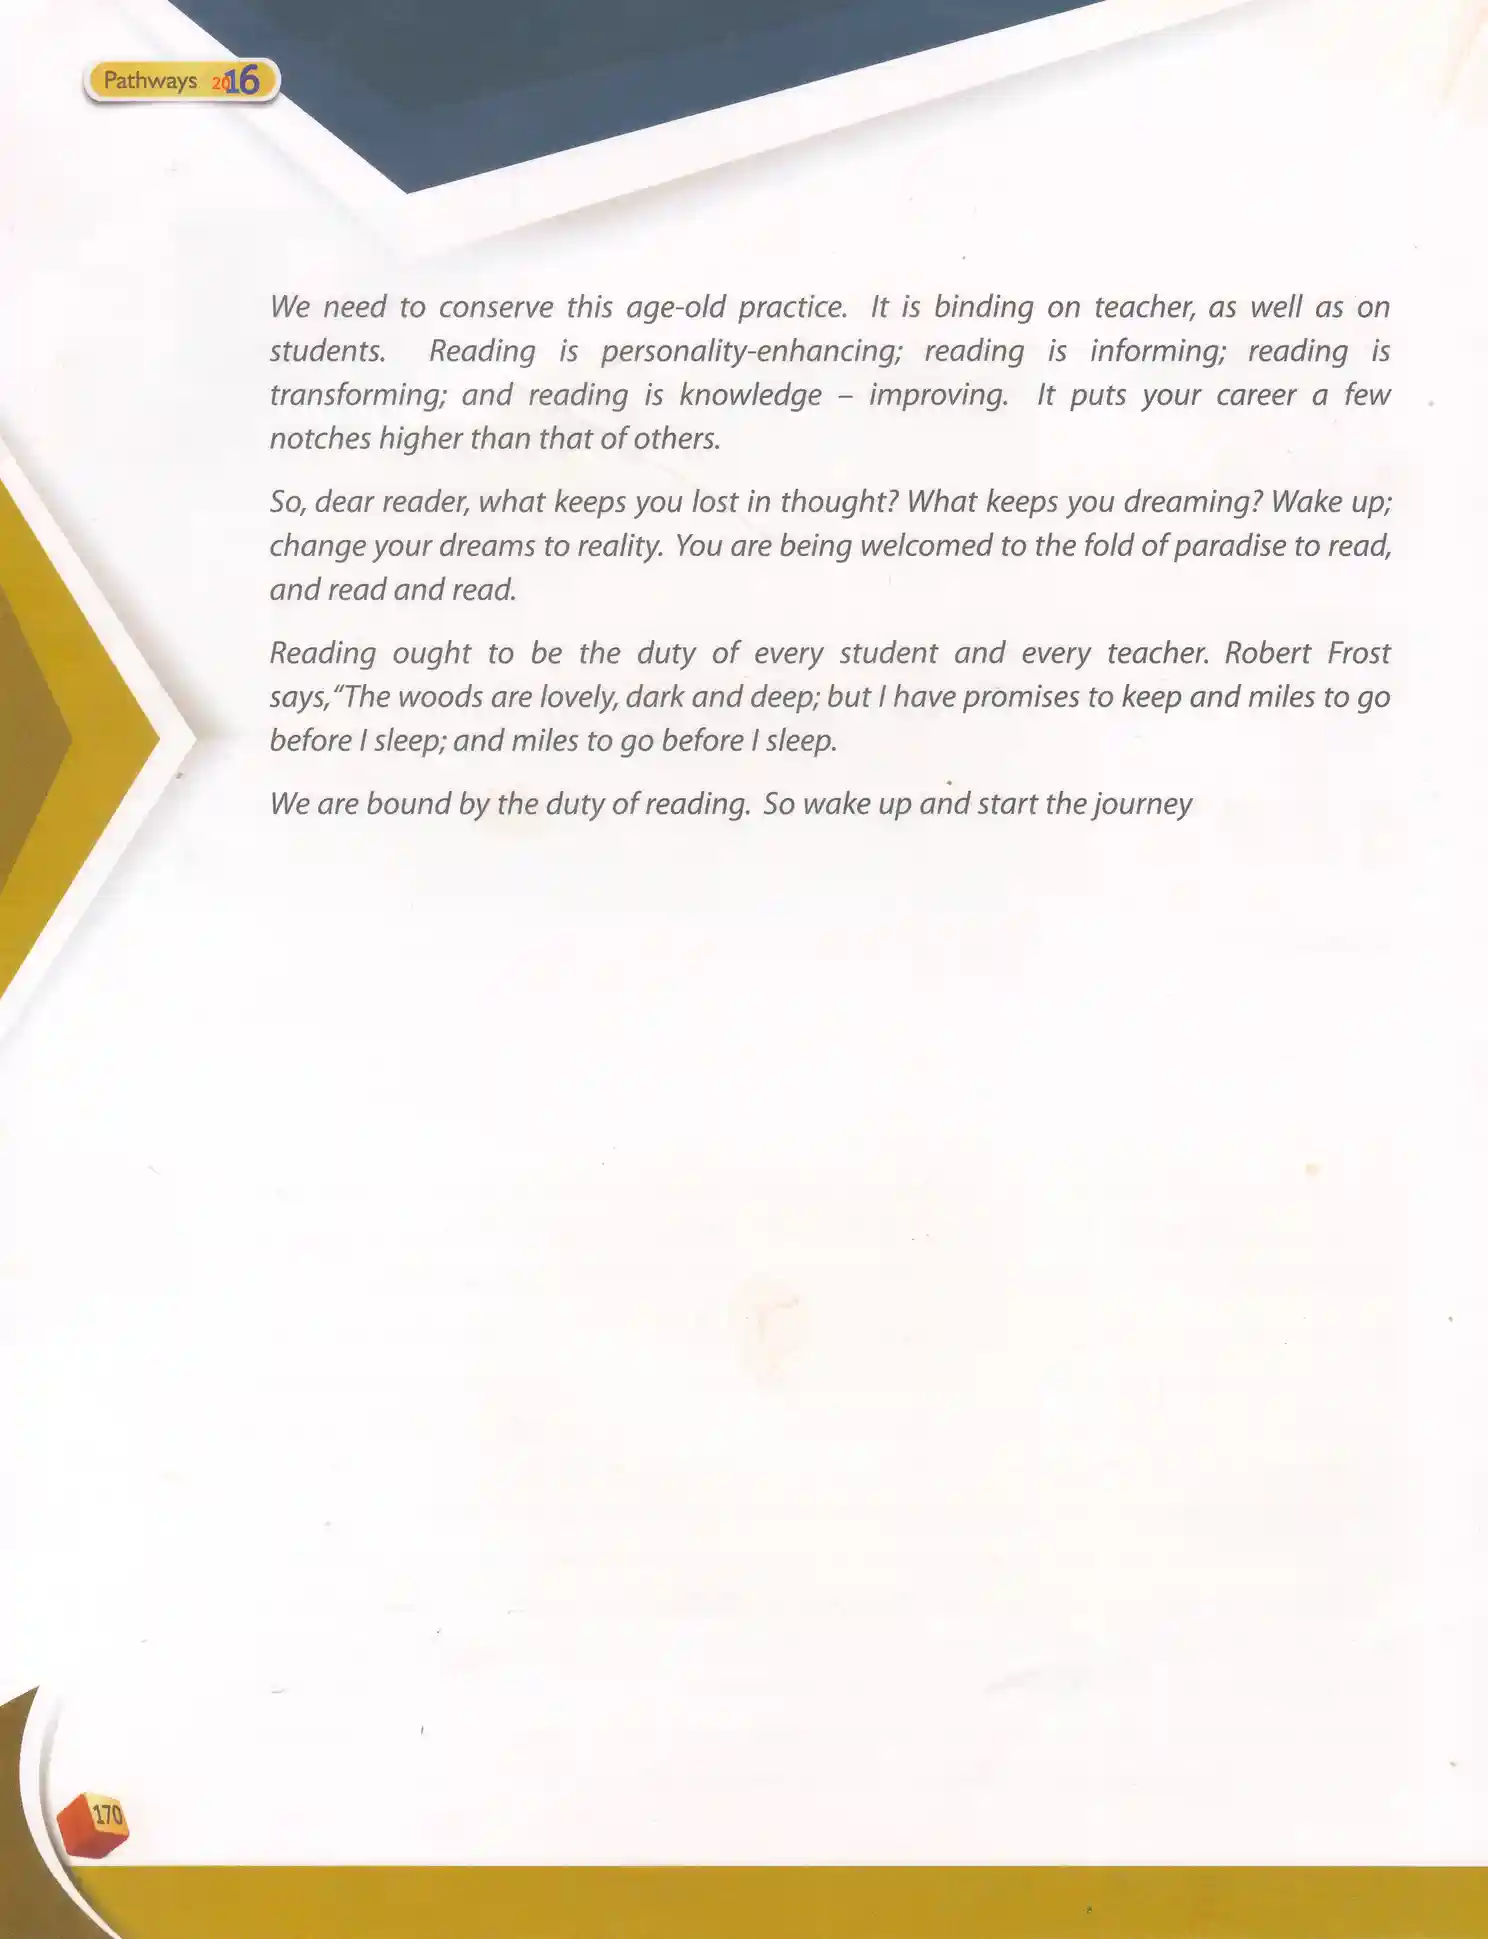 Pathways 2016
We need to conserve this age-old practice. It is binding on teacher, as well as on
students. Reading is personality-enhancing; reading is informing; reading is
transforming; and reading is knowledge – improving. It puts your career a few
notches higher than that of others.
So, dear reader, what keeps you lost in thought? What keeps you dreaming? Wake up;
change your dreams to reality. You are being welcomed to the fold of paradise to read,
and read and read.
Reading ought to be the duty of every student and every teacher. Robert Frost
says,“The woods are lovely, dark and deep; but I have promises to keep and miles to go
before I sleep; and miles to go before I sleep.
We are bound by the duty of reading. So wake up and start the journey
170